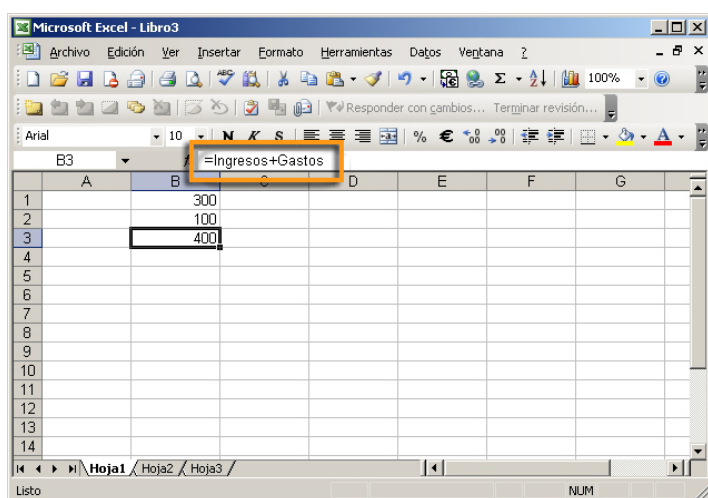 Microsoft Excel - Libro3
Archivo Edición Ver Insertar Formato Herramientas Datos Ventana ?
100%
Responder con cambios... Terminar revisión...
Arial 10 N K S % €
B3 =Ingresos+Gastos
A B C D E F G
1 300
2 100
3 400
4
5
6
7
8
9
10
11
12
13
14
Hoja1 Hoja2 Hoja3
Listo NUM